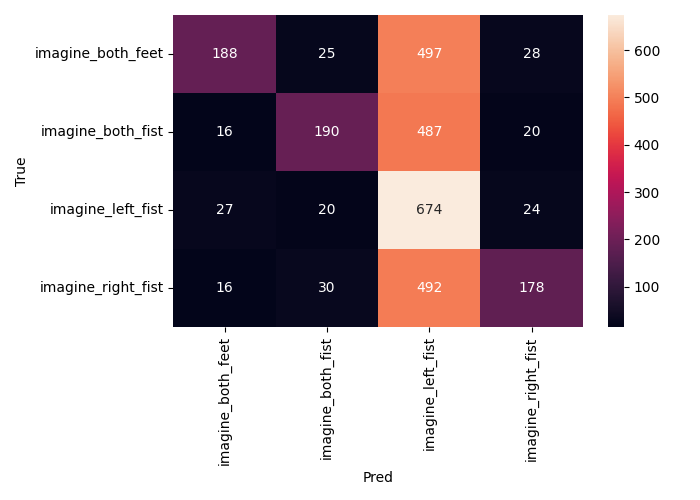 True
imagine_both_feet 188 25 497 28
imagine_both_fist 16 190 487 20
imagine_left_fist 27 20 674 24
imagine_right_fist 16 30 492 178
imagine_both_feet
imagine_both_fist
imagine_left_fist
imagine_right_fist
Pred
600
500
400
300
200
100